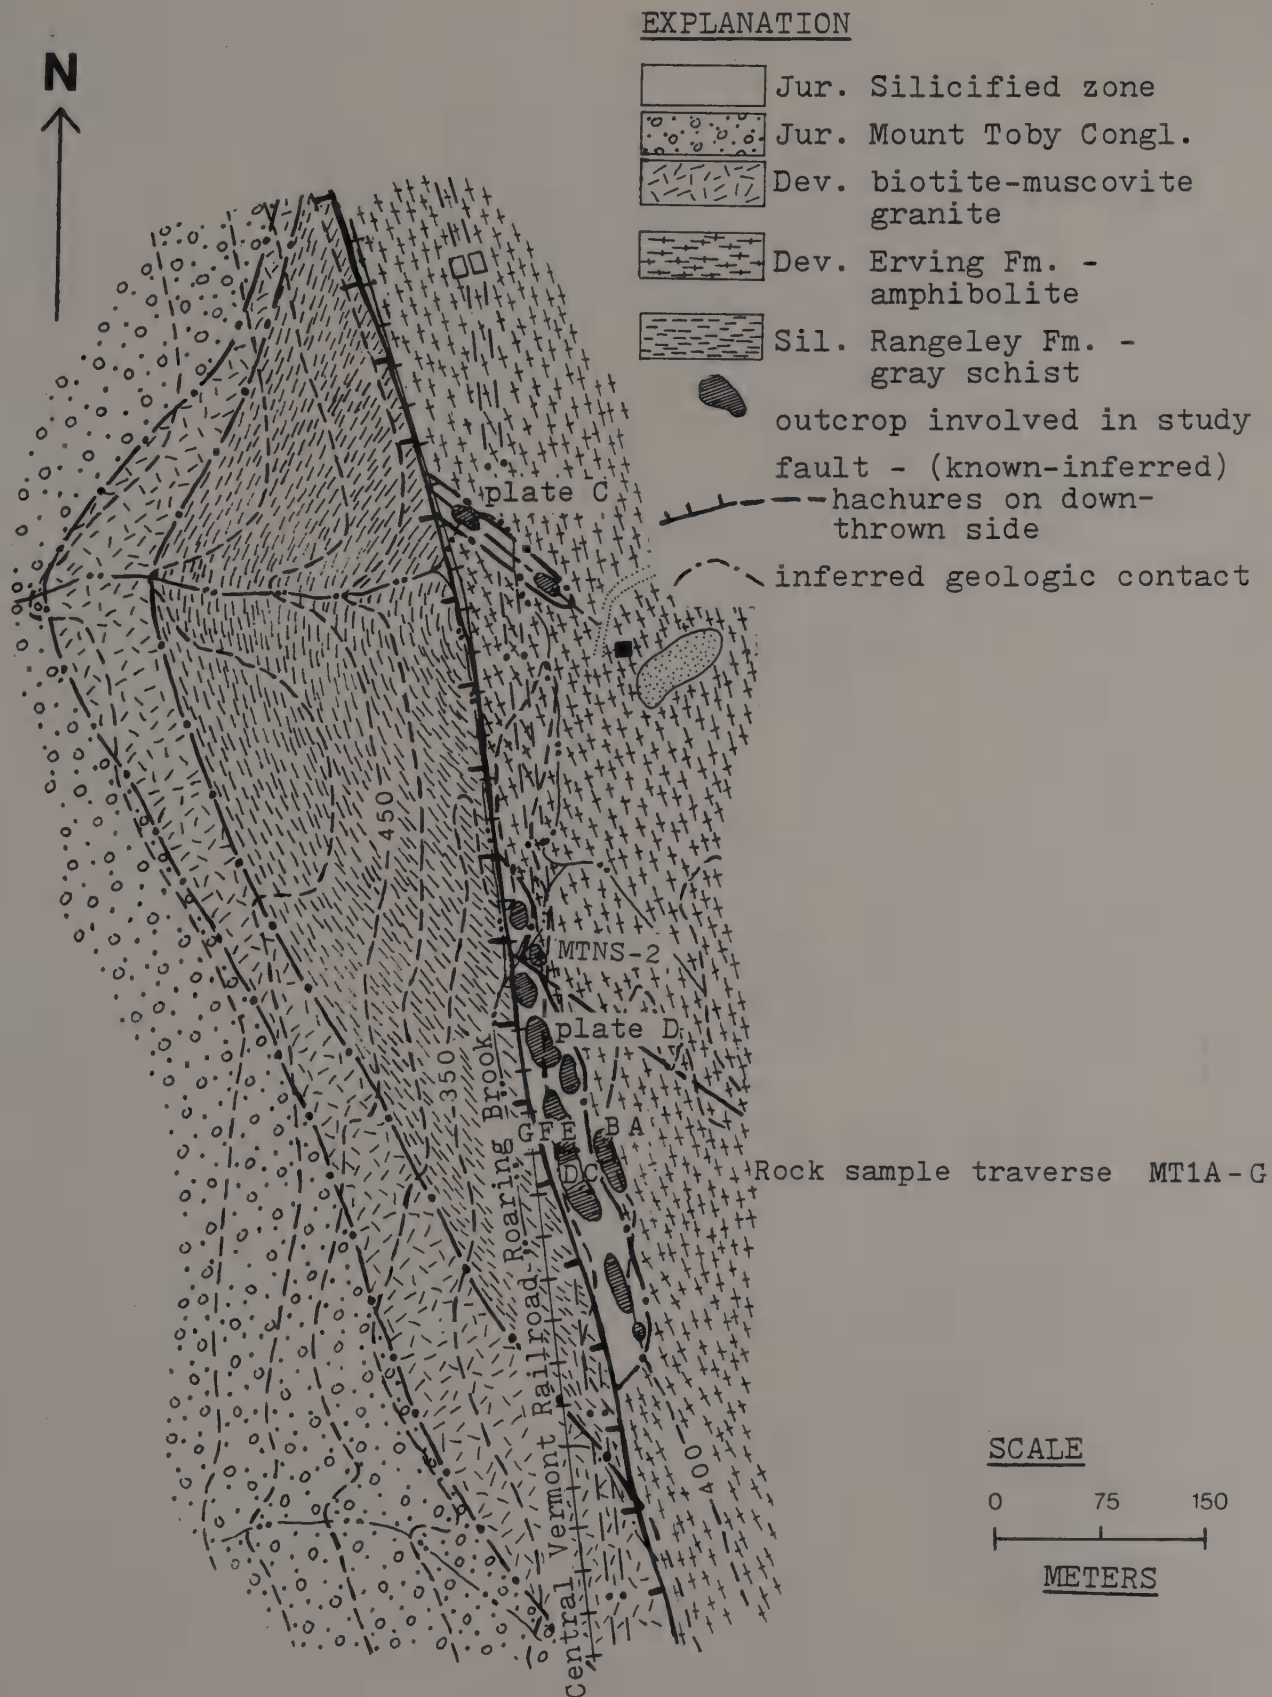 EXPLANATION
N
Jur. Silicified zone
Jur. Mount Toby Congl.
Dev. biotite-muscovite
granite
Dev. Erving Fm. -
amphibolite
Sil. Rangeley Fm. -
gray schist
outcrop involved in study
fault - (known-inferred)
hachures on down-
thrown side
inferred geologic contact
plate C
450
MTNS-2
plate D
350
G F E B A
D C
Rock sample traverse MT1A-G
Roaring Brook
Central Vermont Railroad
400
SCALE
0 75 150
METERS